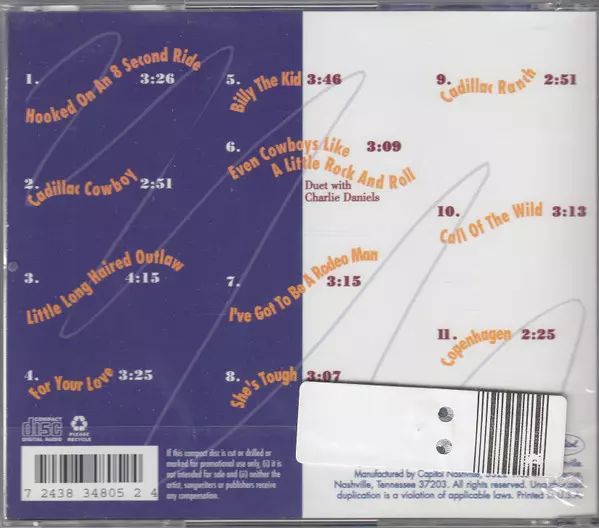 1. Hooked On An 8 Second Ride 3:26
2. Cadillac Cowboy 2:51
3. Little Long Haired Outlaw 4:15
4. For Your Love 3:25
5. Billy The Kid 3:46
6. Even Cowboys Like 3:09
A Little Rock And Roll
Duet with
Charlie Daniels
7. I've Got To Be A Rodeo Man 3:15
8. She's Tough 3:07
9. Cadillac Ranch 2:51
10. Call Of The Wild 3:13
11. Copenhagen 2:25
COMPACT
disc
DIGITAL AUDIO
PLEASE
RECYCLE
7 2438 34805 2 4
If this compact disc is cut or drilled or
marked for promotional use only, (i) it is
not intended for sale and (ii) neither the
artist, songwriters or publishers receive
any royalties.
Manufactured by Capitol Nashville,
Nashville, Tennessee 37203. All rights reserved. Unauthorized
duplication is a violation of applicable laws. Printed in U.S.A.